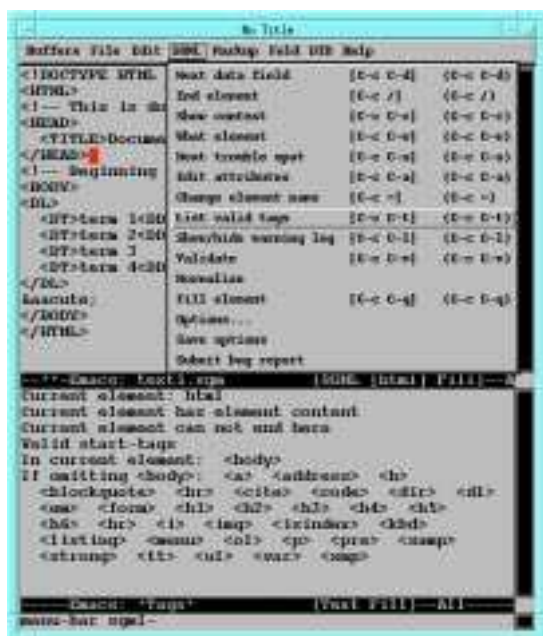 No Title
Buffers File Edit SGML Markup Fold DTD Help
<!DOCTYPE HTML
<HTML>
<!-- This is
<HEAD>
<TITLE>Docume
</HEAD>
<!-- Beginning
<BODY>
<DL>
<DT>term 1<DD
<DT>term 2<DD
<DT>term 3
<DT>term 4<DD
</DL>
&aacute;
</BODY>
</HTML>
Next data field [C-c C-d] (C-c C-d)
End element [C-c /] (C-c /)
Show context
What element
Next trouble spot [C-c C-o] (C-c C-o)
Edit attributes [C-c C-a] (C-c C-a)
Change element name [C-c =] (C-c =)
List valid tags [C-c C-t] (C-c C-t)
Show/hide warning log [C-c C-l] (C-c C-l)
Validate [C-c C-v] (C-c C-v)
Normalize
Fill element [C-c C-q] (C-c C-q)
Options...
Save options
Submit bug report
--**-Emacs: (SGML [html] Fill)--A
Current element: html
Current element has element content
Current element can not end here
Valid start-tags
In current element: <body>
If omitting <body>: <a> <address> <b>
<blockquote> <br> <cite> <code> <dir> <dl>
<em> <form> <h1> <h2> <h3> <h4> <h5>
<h6> <hr> <i> <img> <isindex> <kbd>
<listing> <menu> <ol> <p> <pre> <samp>
<strong> <tt> <ul> <var> <xmp>
Emacs: *Tags* (Text Fill)--All
menu-bar sgml-